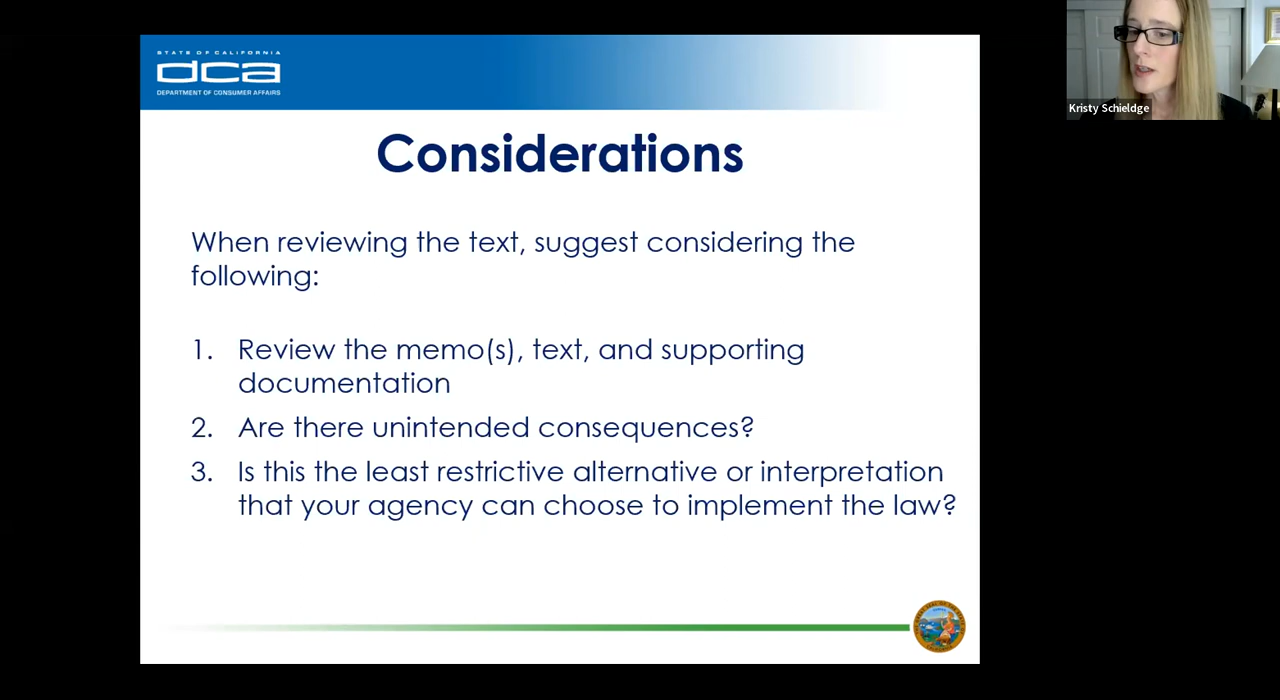 STATE OF CALIFORNIA
dca
DEPARTMENT OF CONSUMER AFFAIRS
Kristy Schieldge
Considerations
When reviewing the text, suggest considering the
following:
1. Review the memo(s), text, and supporting
documentation
2. Are there unintended consequences?
3. Is this the least restrictive alternative or interpretation
that your agency can choose to implement the law?